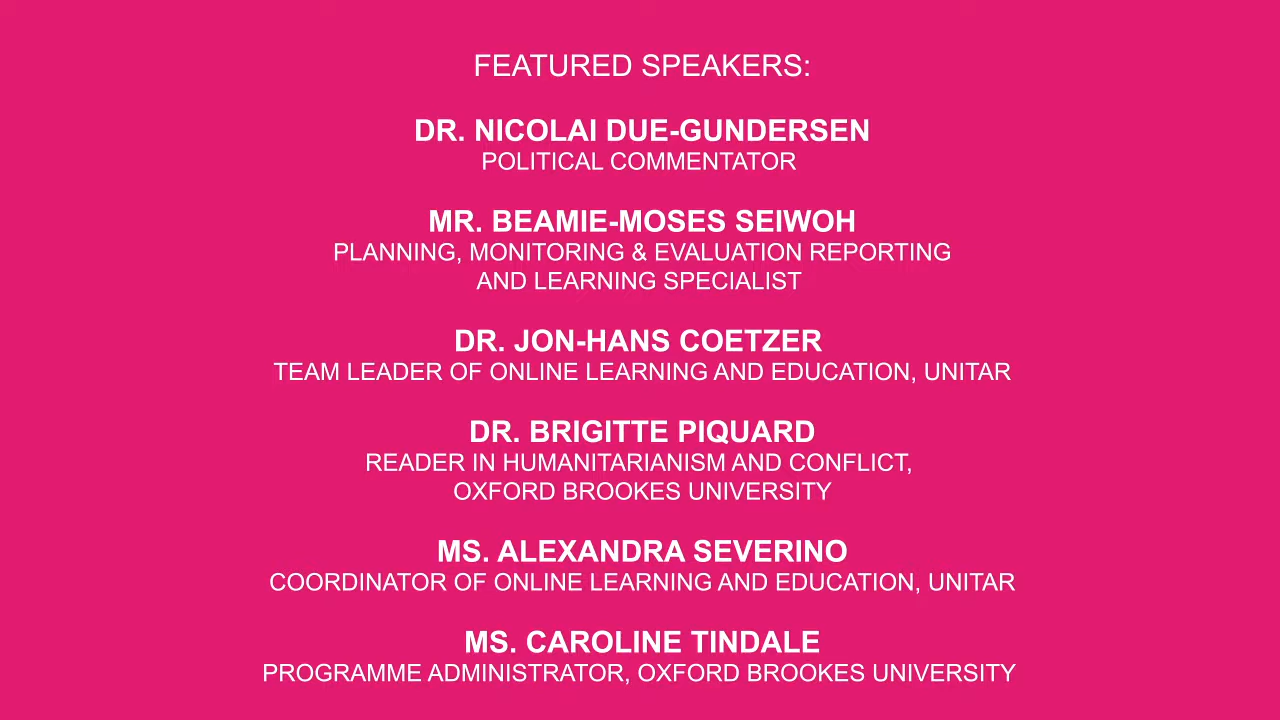 FEATURED SPEAKERS:
DR. NICOLAI DUE-GUNDERSEN
POLITICAL COMMENTATOR
MR. BEAMIE-MOSES SEIWOH
PLANNING, MONITORING & EVALUATION REPORTING
AND LEARNING SPECIALIST
DR. JON-HANS COETZER
TEAM LEADER OF ONLINE LEARNING AND EDUCATION, UNITAR
DR. BRIGITTE PIQUARD
READER IN HUMANITARIANISM AND CONFLICT,
OXFORD BROOKES UNIVERSITY
MS. ALEXANDRA SEVERINO
COORDINATOR OF ONLINE LEARNING AND EDUCATION, UNITAR
MS. CAROLINE TINDALE
PROGRAMME ADMINISTRATOR, OXFORD BROOKES UNIVERSITY